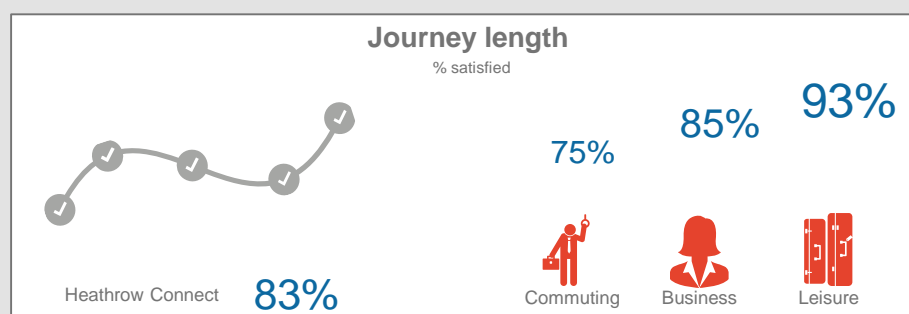 Journey length
% satisfied
93%
85%
75%
Heathrow Connect 83%
Commuting Business Leisure